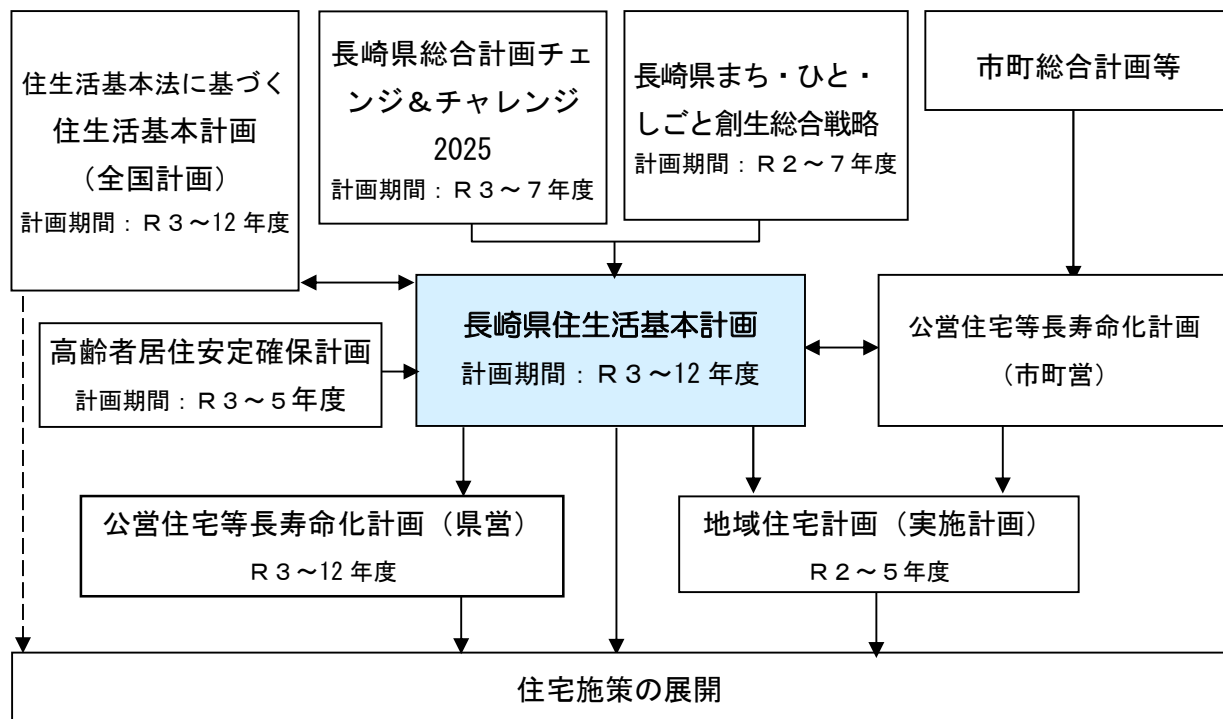 住生活基本法に基づく
住生活基本計画
(全国計画)
計画期間：Ｒ３～12年度
長崎県総合計画チェ
ンジ＆チャレンジ
2025
計画期間：Ｒ３～７年度
長崎県まち・ひと・
しごと創生総合戦略
計画期間：Ｒ２～７年度
市町総合計画等
長崎県住生活基本計画
計画期間：Ｒ３～12年度
公営住宅等長寿命化計画
（市町営）
高齢者居住安定確保計画
計画期間：Ｒ３～５年度
公営住宅等長寿命化計画（県営）
Ｒ３～12年度
地域住宅計画（実施計画）
Ｒ２～５年度
住宅施策の展開